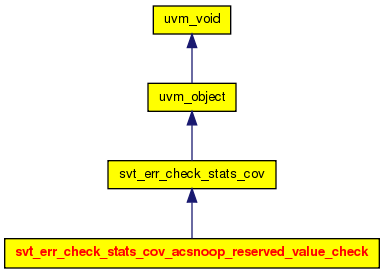 uvm_void
uvm_object
svt_err_check_stats_cov
svt_err_check_stats_cov_acsnoop_reserved_value_check